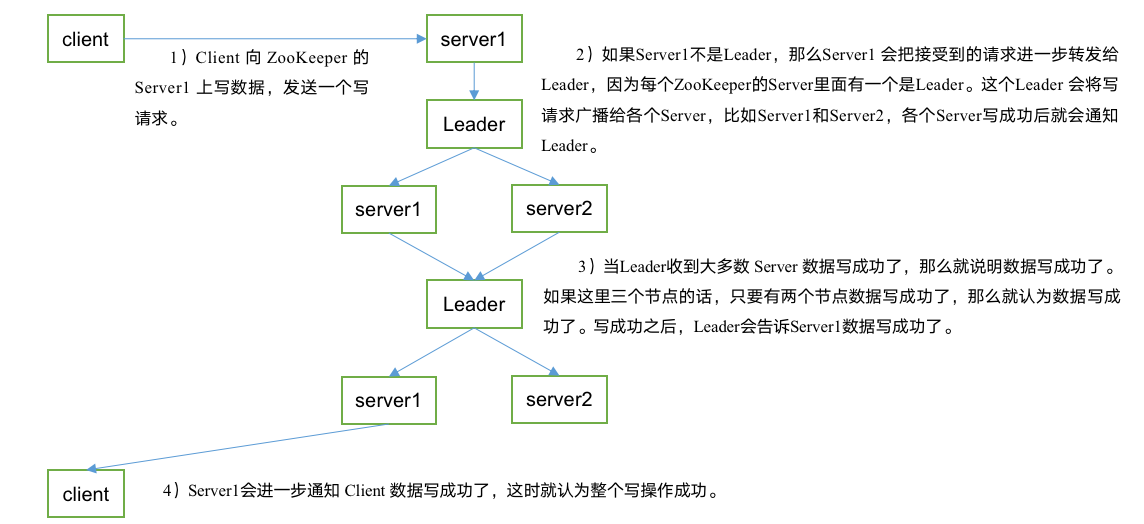 client
server1
1）Client 向 ZooKeeper 的
Server1 上写数据，发送一个写
请求。
2）如果Server1不是Leader，那么Server1 会把接受到的请求进一步转发给
Leader，因为每个ZooKeeper的Server里面有一个是Leader。这个Leader 会将写
请求广播给各个Server，比如Server1和Server2，各个Server写成功后就会通知
Leader。
Leader
server1
server2
3）当Leader收到大多数 Server 数据写成功了，那么就说明数据写成功了。
如果这里三个节点的话，只要有两个节点数据写成功了，那么就认为数据写成
功了。写成功之后，Leader会告诉Server1数据写成功了。
Leader
server1
server2
client
4）Server1会进一步通知 Client 数据写成功了，这时就认为整个写操作成功。